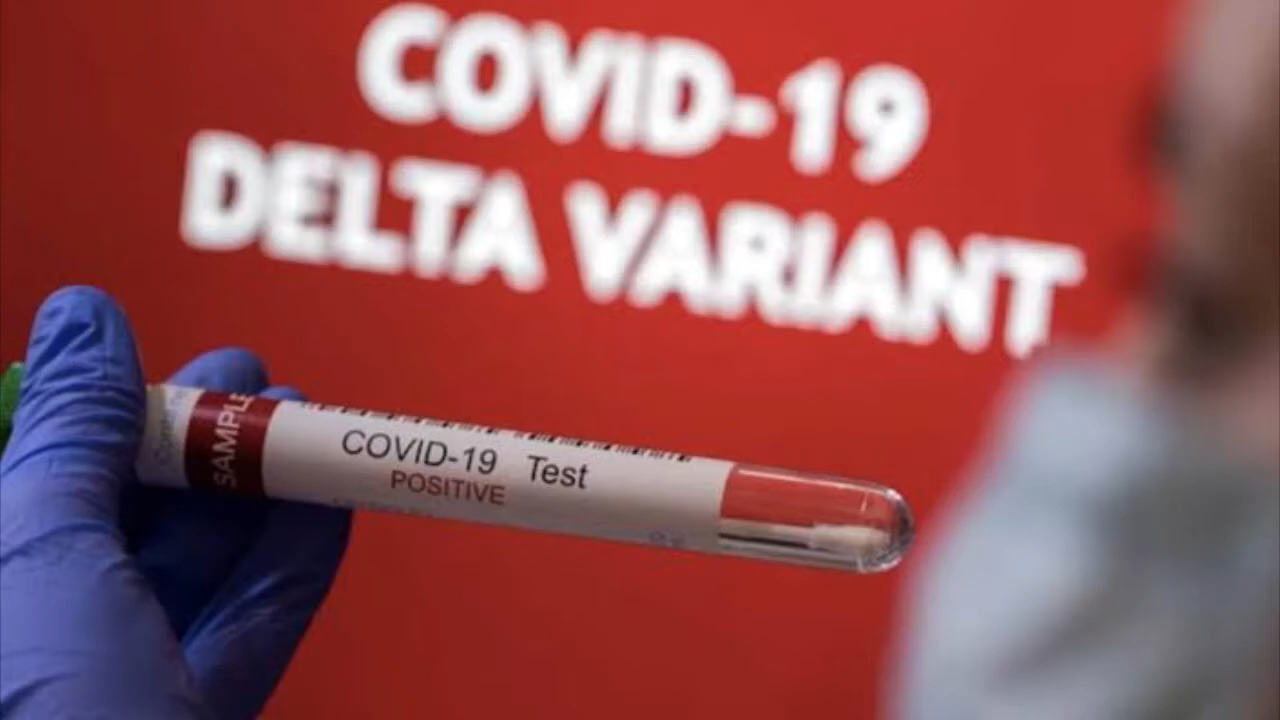 COVID-19
DELTA VARIANT
SAMPLE
COVID-19 Test
POSITIVE